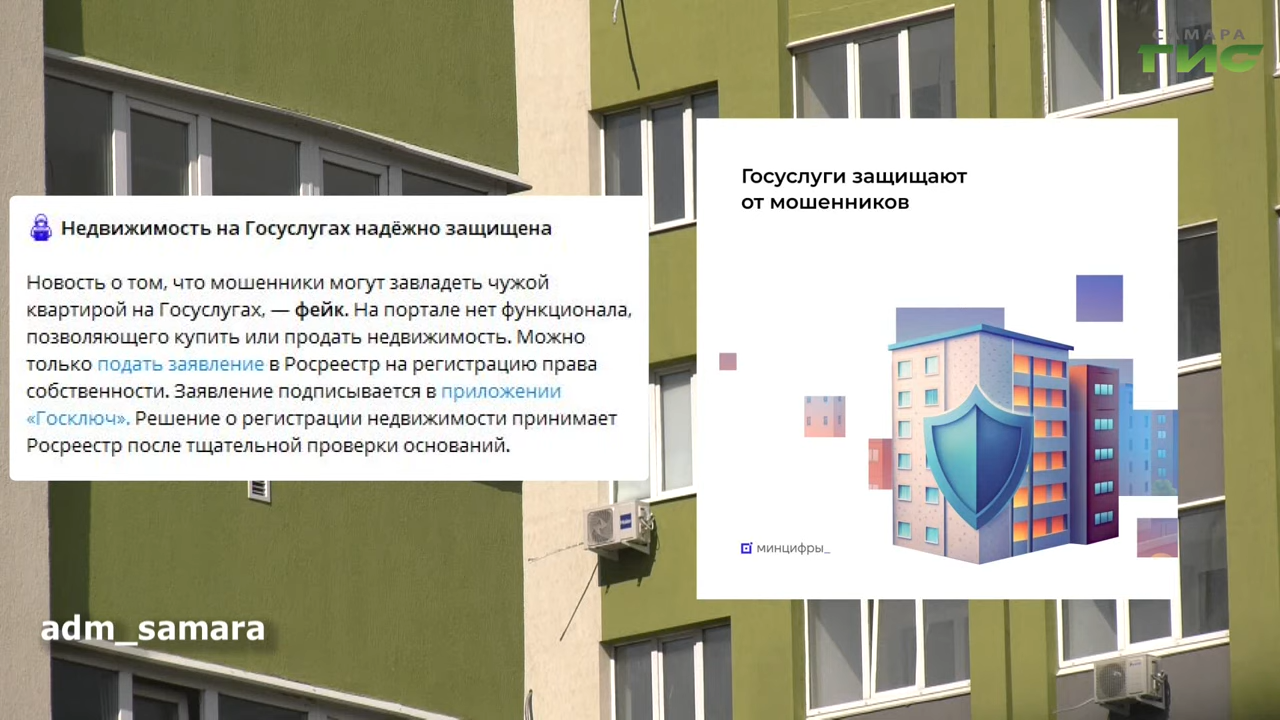 САМАРА
ГИС
Недвижимость на Госуслугах надёжно защищена
Новость о том, что мошенники могут завладеть чужой
квартирой на Госуслугах, — фейк. На портале нет функционала,
позволяющего купить или продать недвижимость. Можно
только подать заявление в Росреестр на регистрацию права
собственности. Заявление подписывается в приложении
«Госключ». Решение о регистрации недвижимости принимает
Росреестр после тщательной проверки оснований.
Госуслуги защищают
от мошенников
минцифры_
adm_samara